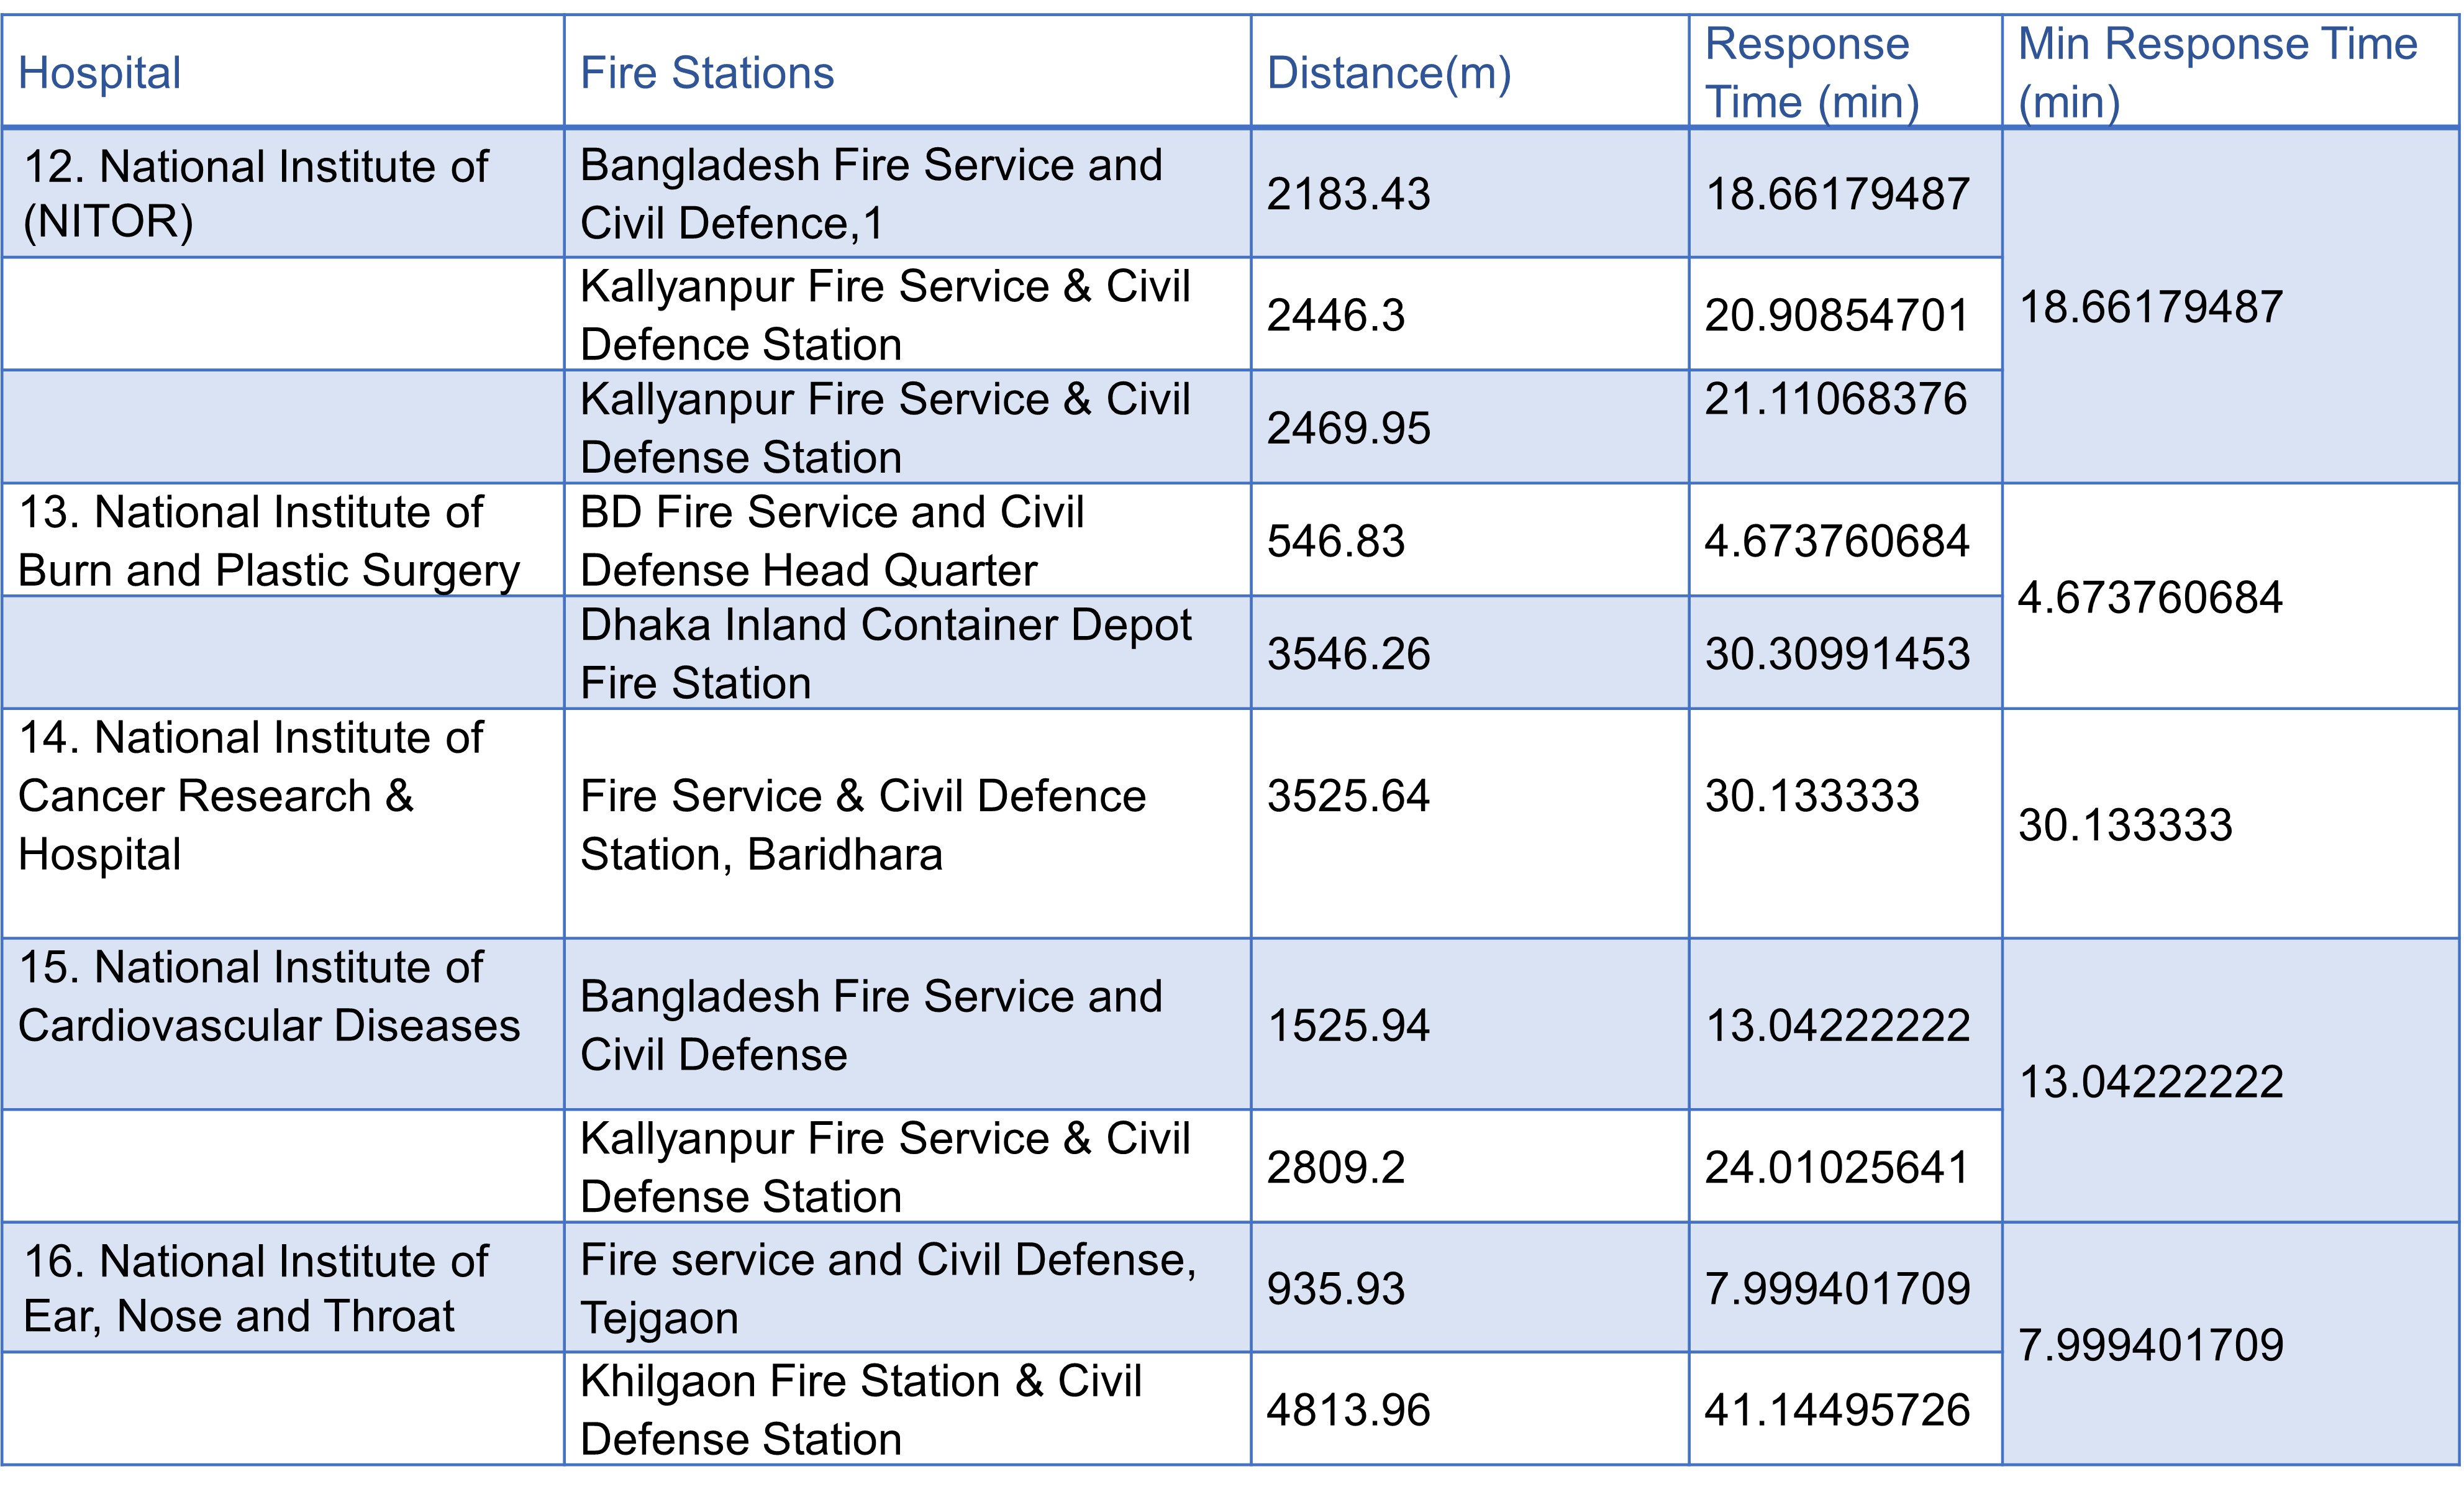 Hospital
Fire Stations
Distance(m)
Response
Time (min)
Min Response Time
(min)
12. National Institute of
(NITOR)
Bangladesh Fire Service and
Civil Defence,1
2183.43
18.66179487
18.66179487
Kallyanpur Fire Service & Civil
Defence Station
2446.3
20.90854701
Kallyanpur Fire Service & Civil
Defense Station
2469.95
21.11068376
13. National Institute of
Burn and Plastic Surgery
BD Fire Service and Civil
Defense Head Quarter
546.83
4.673760684
4.673760684
Dhaka Inland Container Depot
Fire Station
3546.26
30.30991453
14. National Institute of
Cancer Research &
Hospital
Fire Service & Civil Defence
Station, Baridhara
3525.64
30.133333
30.133333
15. National Institute of
Cardiovascular Diseases
Bangladesh Fire Service and
Civil Defense
1525.94
13.04222222
13.04222222
Kallyanpur Fire Service & Civil
Defense Station
2809.2
24.01025641
16. National Institute of
Ear, Nose and Throat
Fire service and Civil Defense,
Tejgaon
935.93
7.999401709
7.999401709
Khilgaon Fire Station & Civil
Defense Station
4813.96
41.14495726